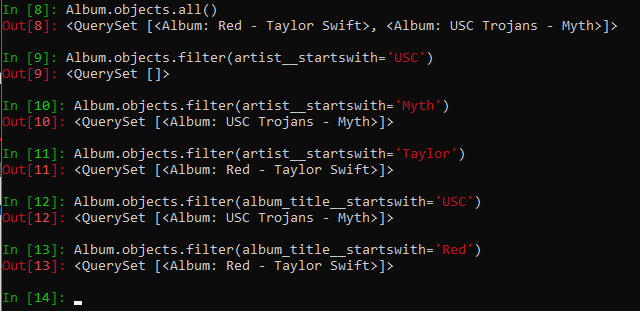 In [8]: Album.objects.all()
Out[8]: <QuerySet [<Album: Red - Taylor Swift>, <Album: USC Trojans - Myth>]>
In [9]: Album.objects.filter(artist__startswith='USC')
Out[9]: <QuerySet []>
In [10]: Album.objects.filter(artist__startswith='Myth')
Out[10]: <QuerySet [<Album: USC Trojans - Myth>]>
In [11]: Album.objects.filter(artist__startswith='Taylor')
Out[11]: <QuerySet [<Album: Red - Taylor Swift>]>
In [12]: Album.objects.filter(album_title__startswith='USC')
Out[12]: <QuerySet [<Album: USC Trojans - Myth>]>
In [13]: Album.objects.filter(album_title__startswith='Red')
Out[13]: <QuerySet [<Album: Red - Taylor Swift>]>
In [14]: